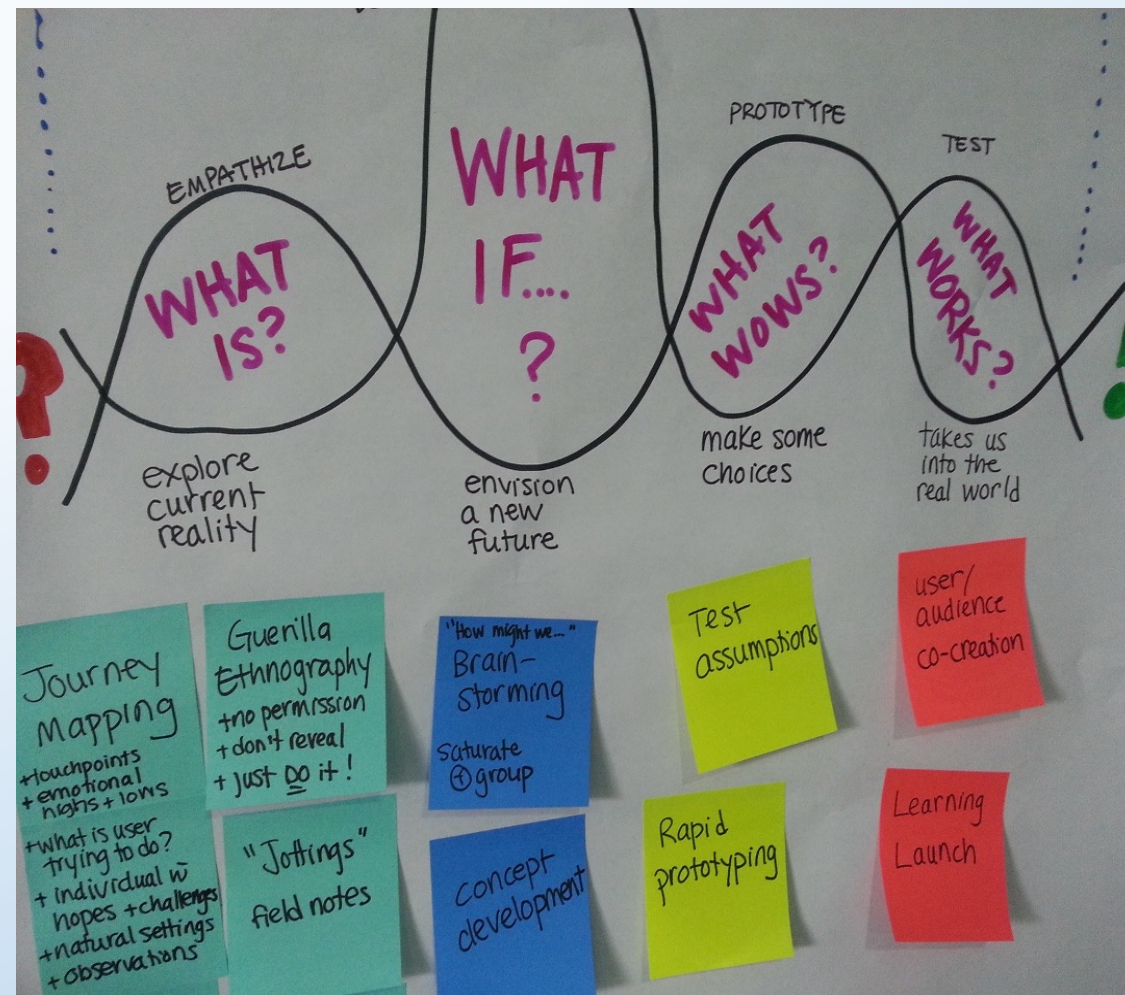 EMPATHIZE
WHAT
IS?
explore
current
reality
WHAT
IF....
?
envision
a new
future
PROTOTYPE
WHAT
WOWS?
make some
choices
TEST
WHAT
WORKS?
takes us
into the
real world
?
!
Journey
Mapping
+touchpoints
+emotional
highs + lows
+what is user
trying to do?
+ individual w̄
hopes + challenges
+natural settings
+ observations
Guerilla
Ethnography
+no permission
+don't reveal
+ just DO it!
"Jottings"
field notes
"How might we..."
Brain-
storming
saturate
⊕ group
concept
development
Test
assumptions
Rapid
prototyping
user/
audience
co-creation
Learning
Launch